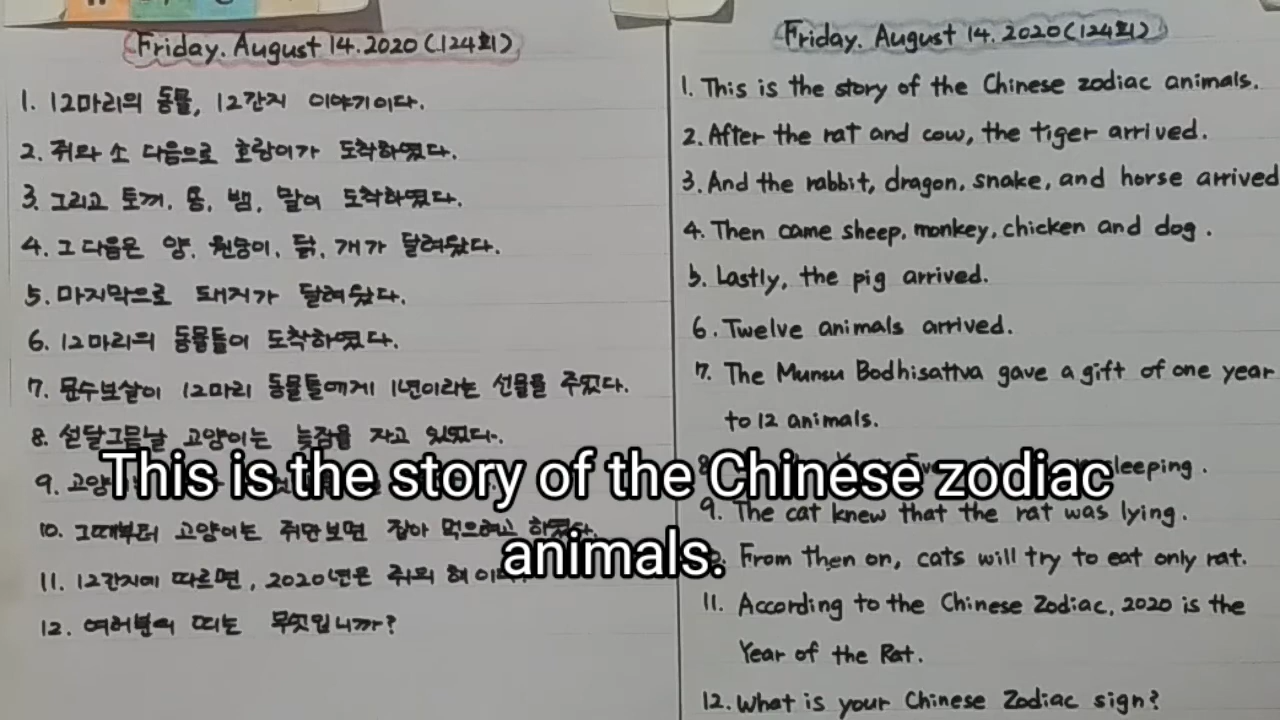 Friday. August 14. 2020 (124회)
1. 12마리의 동물, 12간지 이야기이다.
2. 쥐와 소 다음으로 호랑이가 도착하였다.
3. 그리고 토끼, 용, 뱀, 말이 도착하였다.
4. 그 다음은 양, 원숭이, 닭, 개가 달려왔다.
5. 마지막으로 돼지가 달려왔다.
6. 12마리의 동물들이 도착하였다.
7. 문수보살이 12마리 동물들에게 1년이라는 선물을 주었다.
8. 섣달그믐날 고양이는 늦잠을 자고 있었다.
9. 고양
10. 그때부터 고양이는 쥐만 보면 잡아 먹으려고 하였다.
11. 12간지에 따르면, 2020년은 쥐의 해이
12. 여러분의 띠는 무엇입니까?
Friday. August 14. 2020 (124회)
1. This is the story of the Chinese zodiac animals.
2. After the rat and cow, the tiger arrived.
3. And the rabbit, dragon, snake, and horse arrived
4. Then came sheep, monkey, chicken and dog.
5. Lastly, the pig arrived.
6. Twelve animals arrived.
7. The Munsu Bodhisattva gave a gift of one year
to 12 animals.
8 sleeping.
9. The cat knew that the rat was lying.
From then on, cats will try to eat only rat.
11. According to the Chinese Zodiac, 2020 is the
Year of the Rat.
12. What is your Chinese Zodiac sign?
This is the story of the Chinese zodiac
animals.